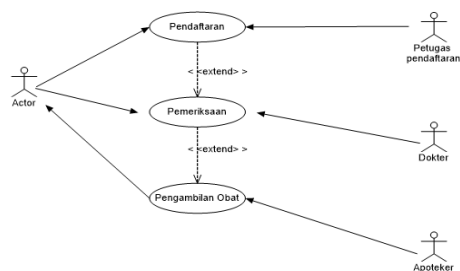 Pendaftaran
Petugas
pendaftaran
< <extend> >
Actor
Pemeriksaan
Dokter
< <extend> >
Pengambilan Obat
Apoteker